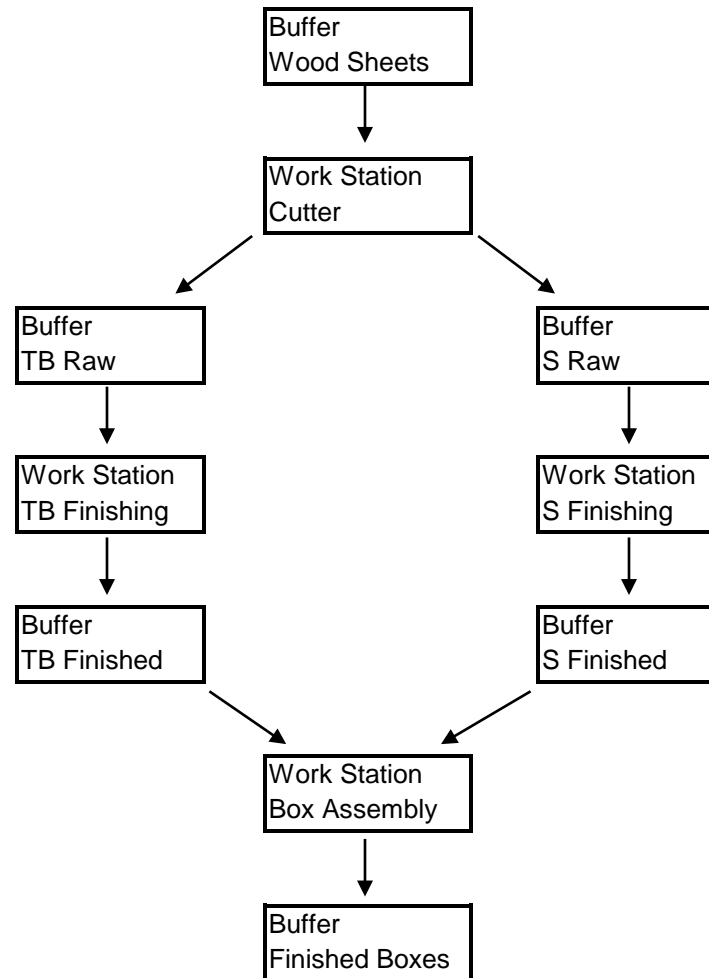 Buffer
Wood Sheets
Work Station
Cutter
Buffer
TB Raw
Buffer
S Raw
Work Station
TB Finishing
Work Station
S Finishing
Buffer
TB Finished
Buffer
S Finished
Work Station
Box Assembly
Buffer
Finished Boxes